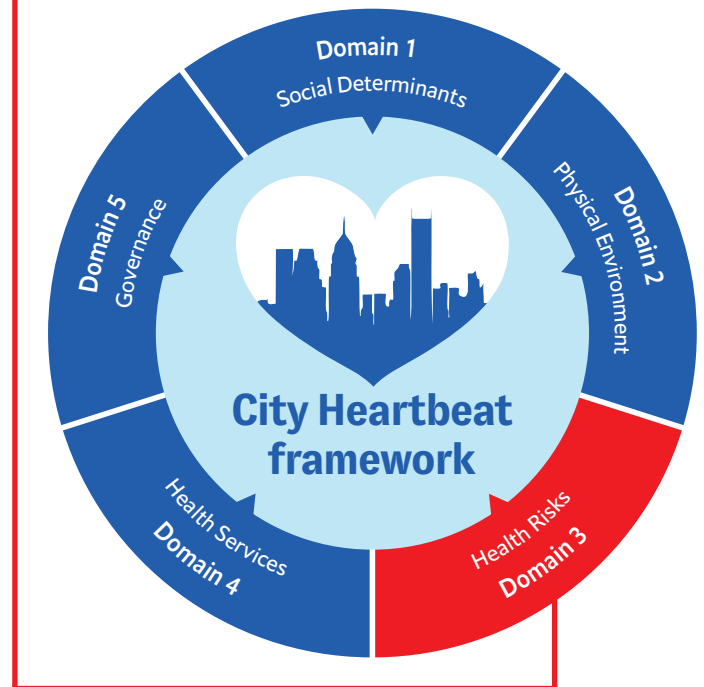 Domain 1
Social Determinants
Domain 2
Physical Environment
Health Risks
Domain 3
Health Services
Domain 4
Domain 5
Governance
City Heartbeat
framework